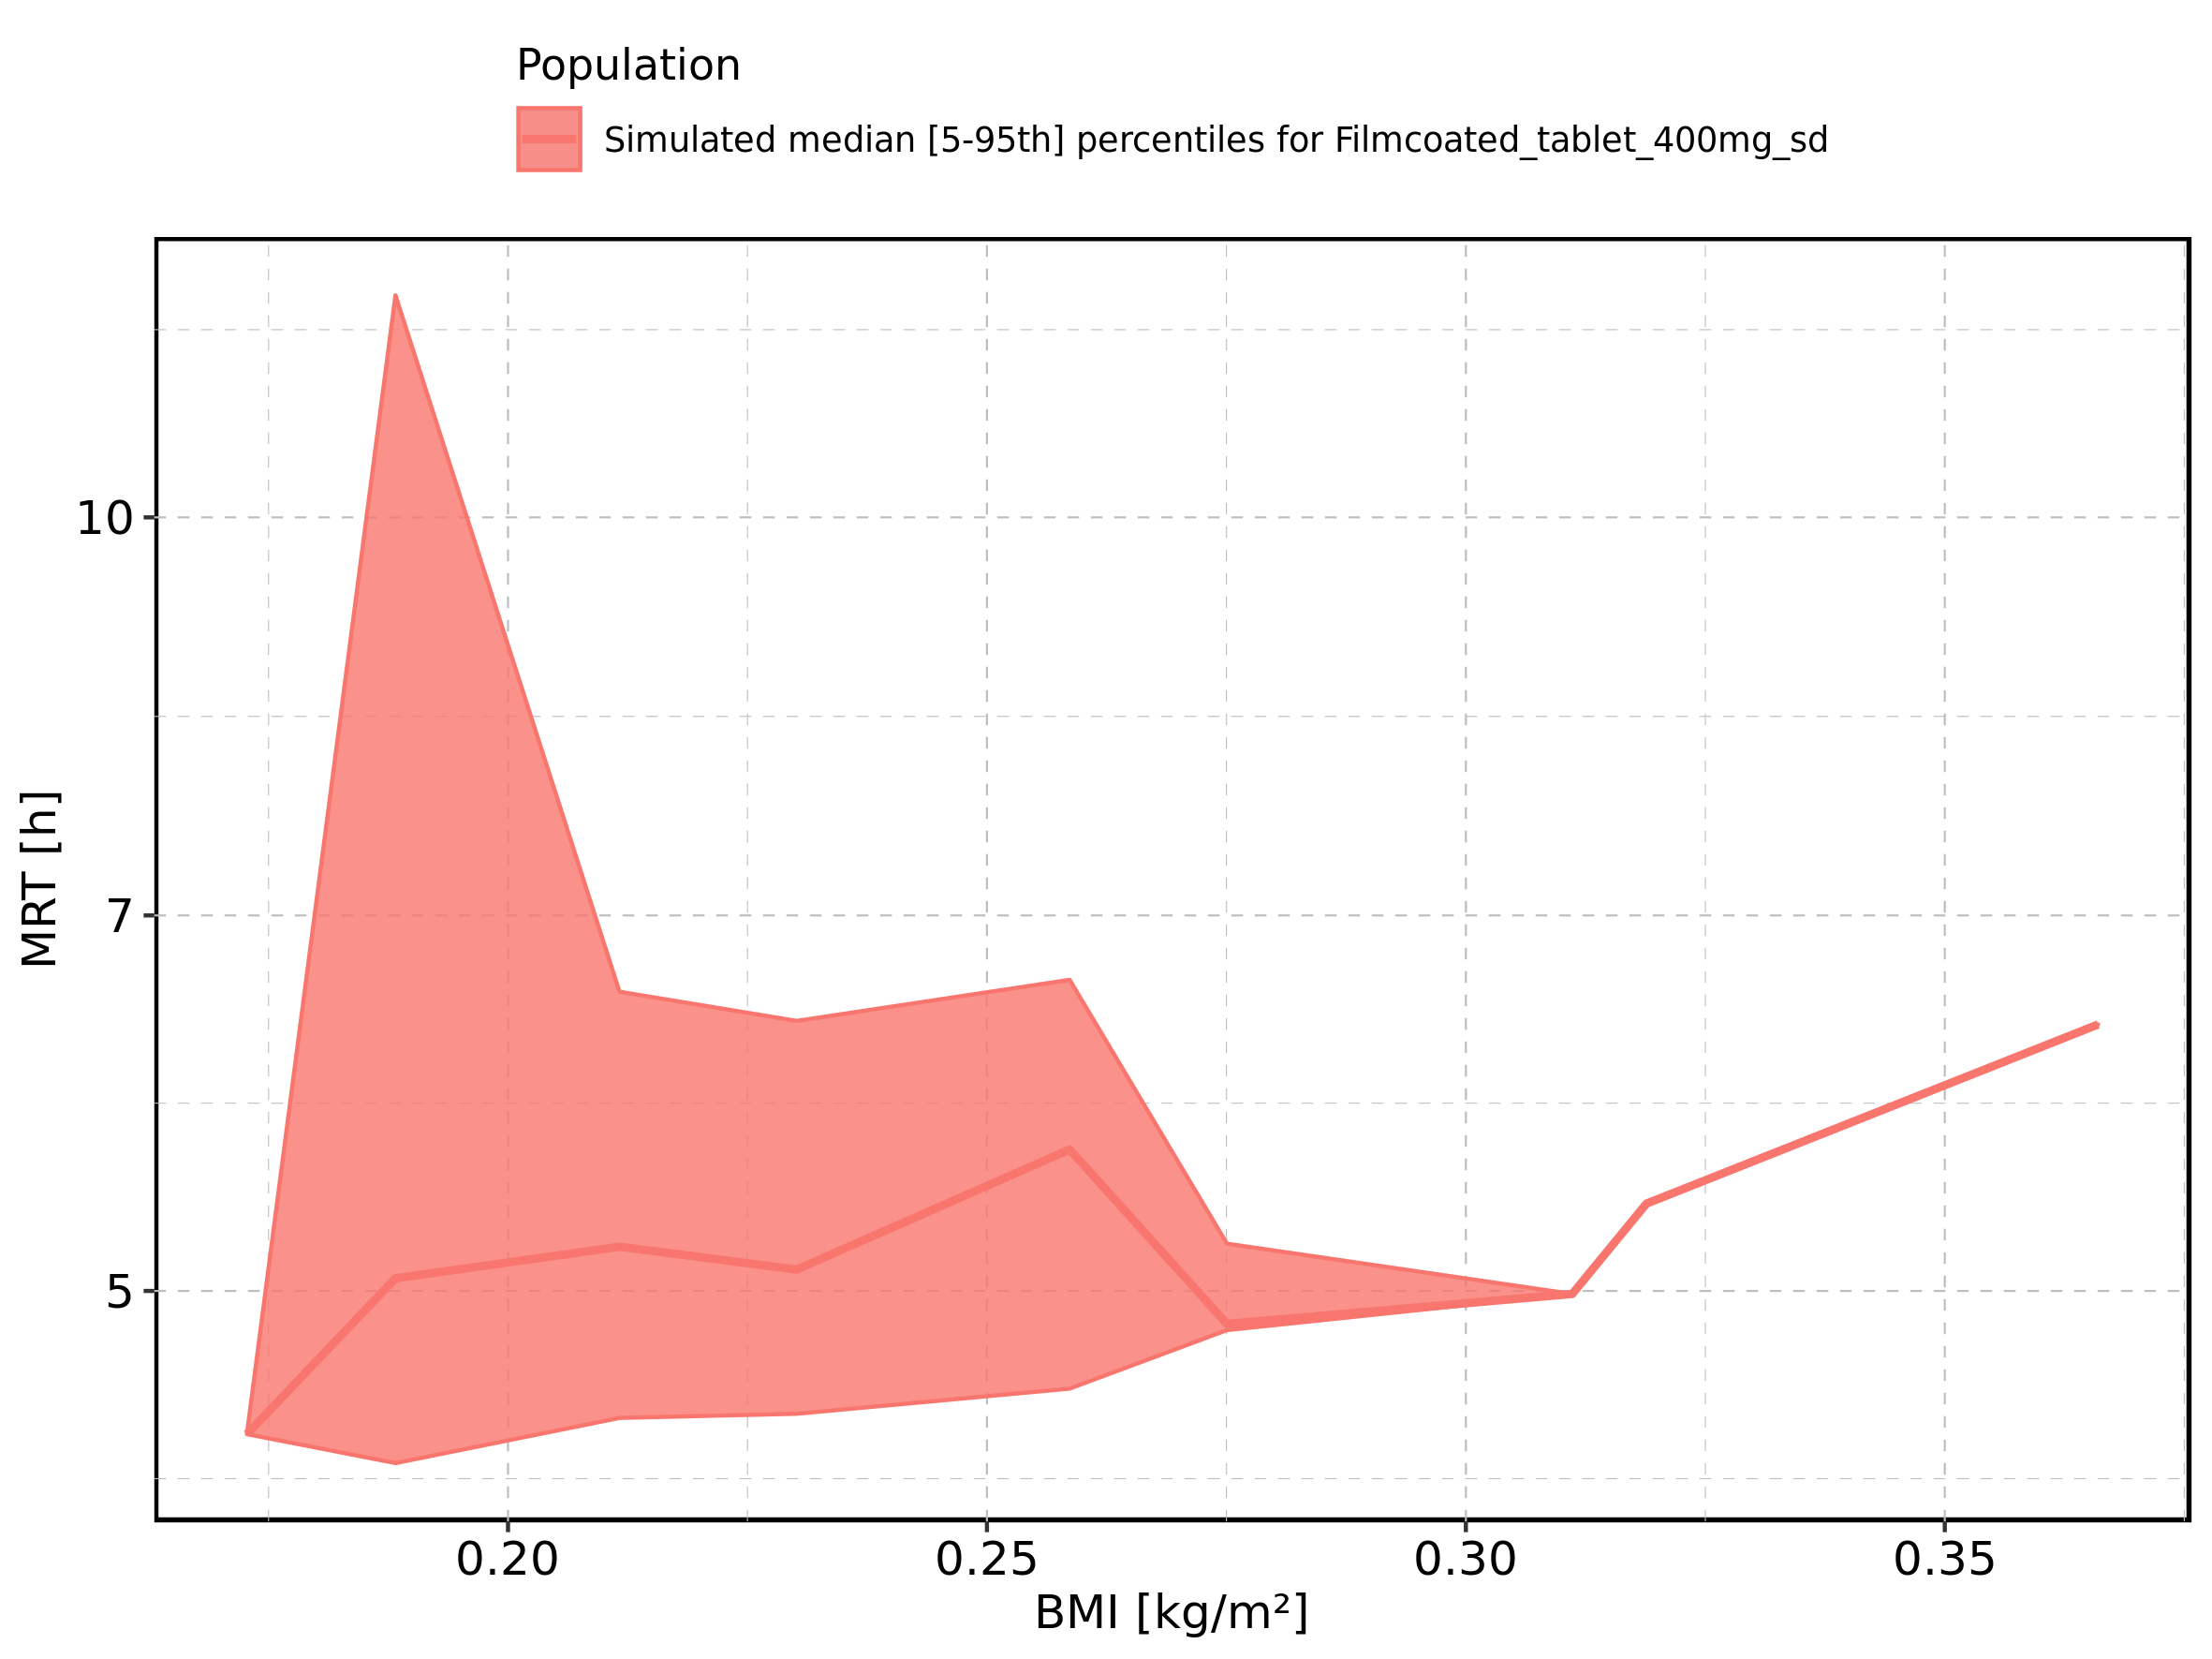 Population
Simulated median [5-95th] percentiles for Filmcoated_tablet_400mg_sd
MRT [h]
10
7
5
0.20 0.25 0.30 0.35
BMI [kg/m²]